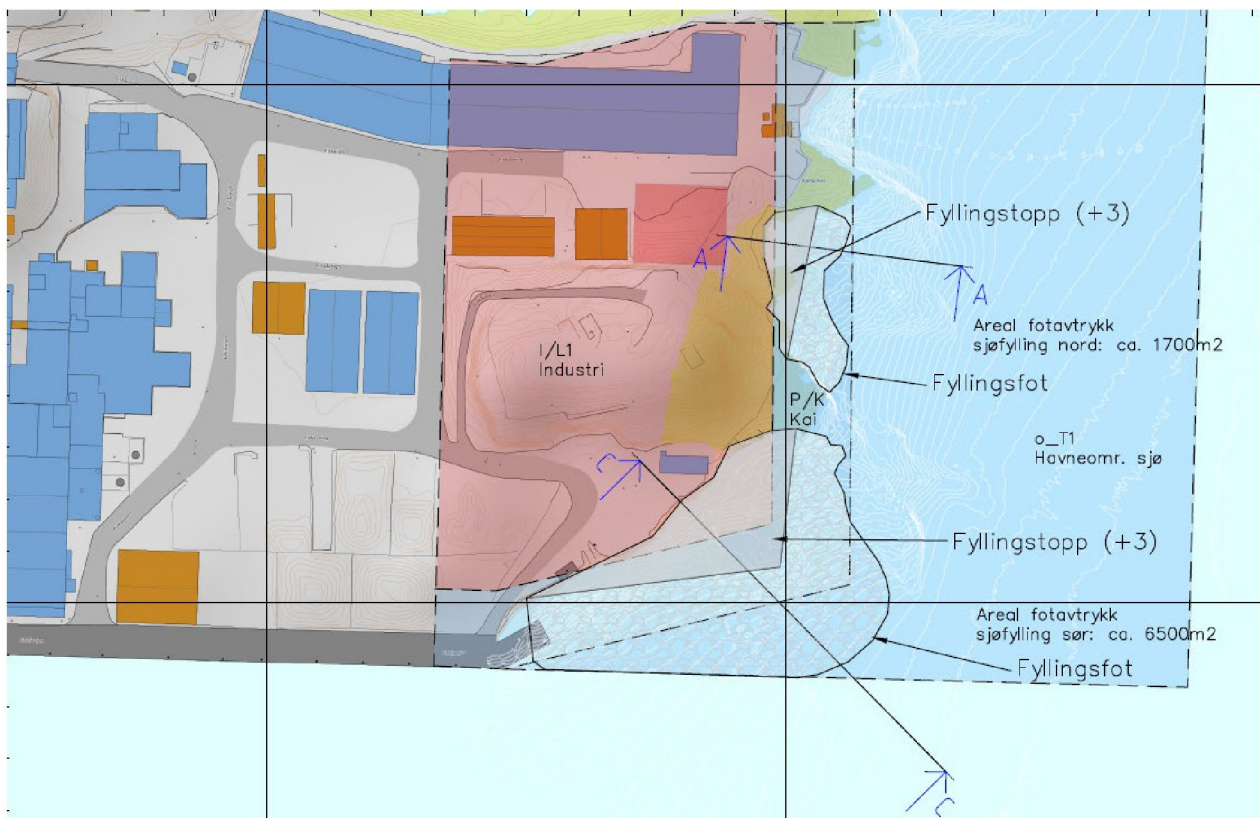 Fyllingstopp (+3)
A
A
Areal fotavtrykk
sjøfylling nord: ca. 1700m2
I/L1
Industri
Fyllingsfot
P/K
Kai
o_T1
Havneomr. sjø
C
Fyllingstopp (+3)
Areal fotavtrykk
sjøfylling sør: ca. 6500m2
Fyllingsfot
C